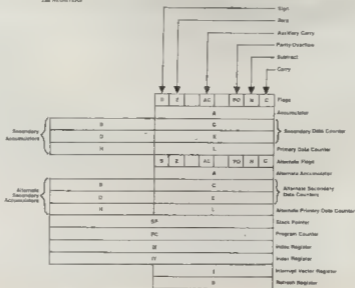 Sign
Zero
Auxiliary Carry
Parity/Overflow
Subtract
Carry
S Z AC PO N C Flags
A Accumulator
Secondary Accumulators
B C
D E
Secondary Data Counter
H L Primary Data Counter
S Z AC PO N C Alternate Flags
A Alternate Accumulator
Alternate Secondary Accumulators
B C
D E
Alternate Secondary Data Counters
H L Alternate Primary Data Counter
SP Stack Pointer
PC Program Counter
IX Index Register
IY Index Register
I Interrupt Vector Register
R Refresh Register